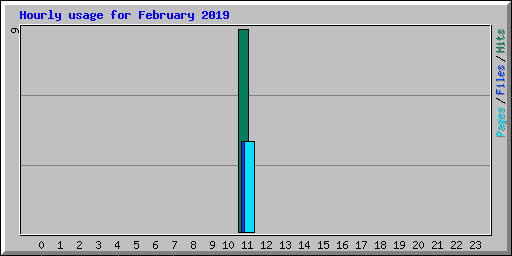 Hourly usage for February 2019
9
Pages/Files/Hits
0 1 2 3 4 5 6 7 8 9 10 11 12 13 14 15 16 17 18 19 20 21 22 23